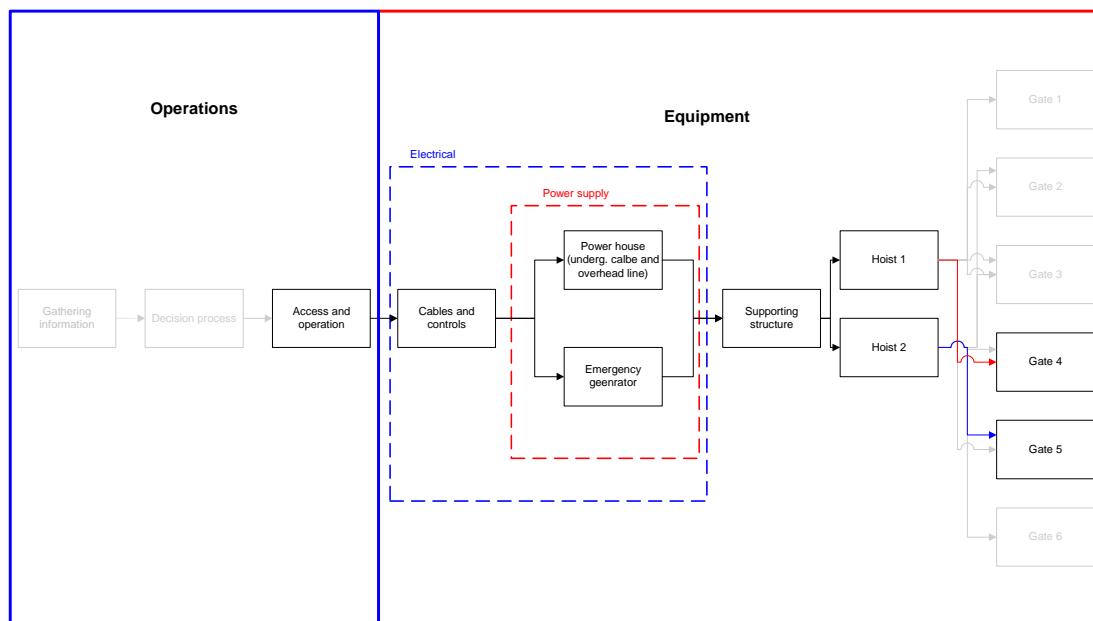 Operations
Equipment
Electrical
Power supply
Gathering
information
Decision process
Access and
operation
Cables and
controls
Power house
(underg. calbe and
overhead line)
Emergency
geenrator
Supporting
structure
Hoist 1
Hoist 2
Gate 1
Gate 2
Gate 3
Gate 4
Gate 5
Gate 6